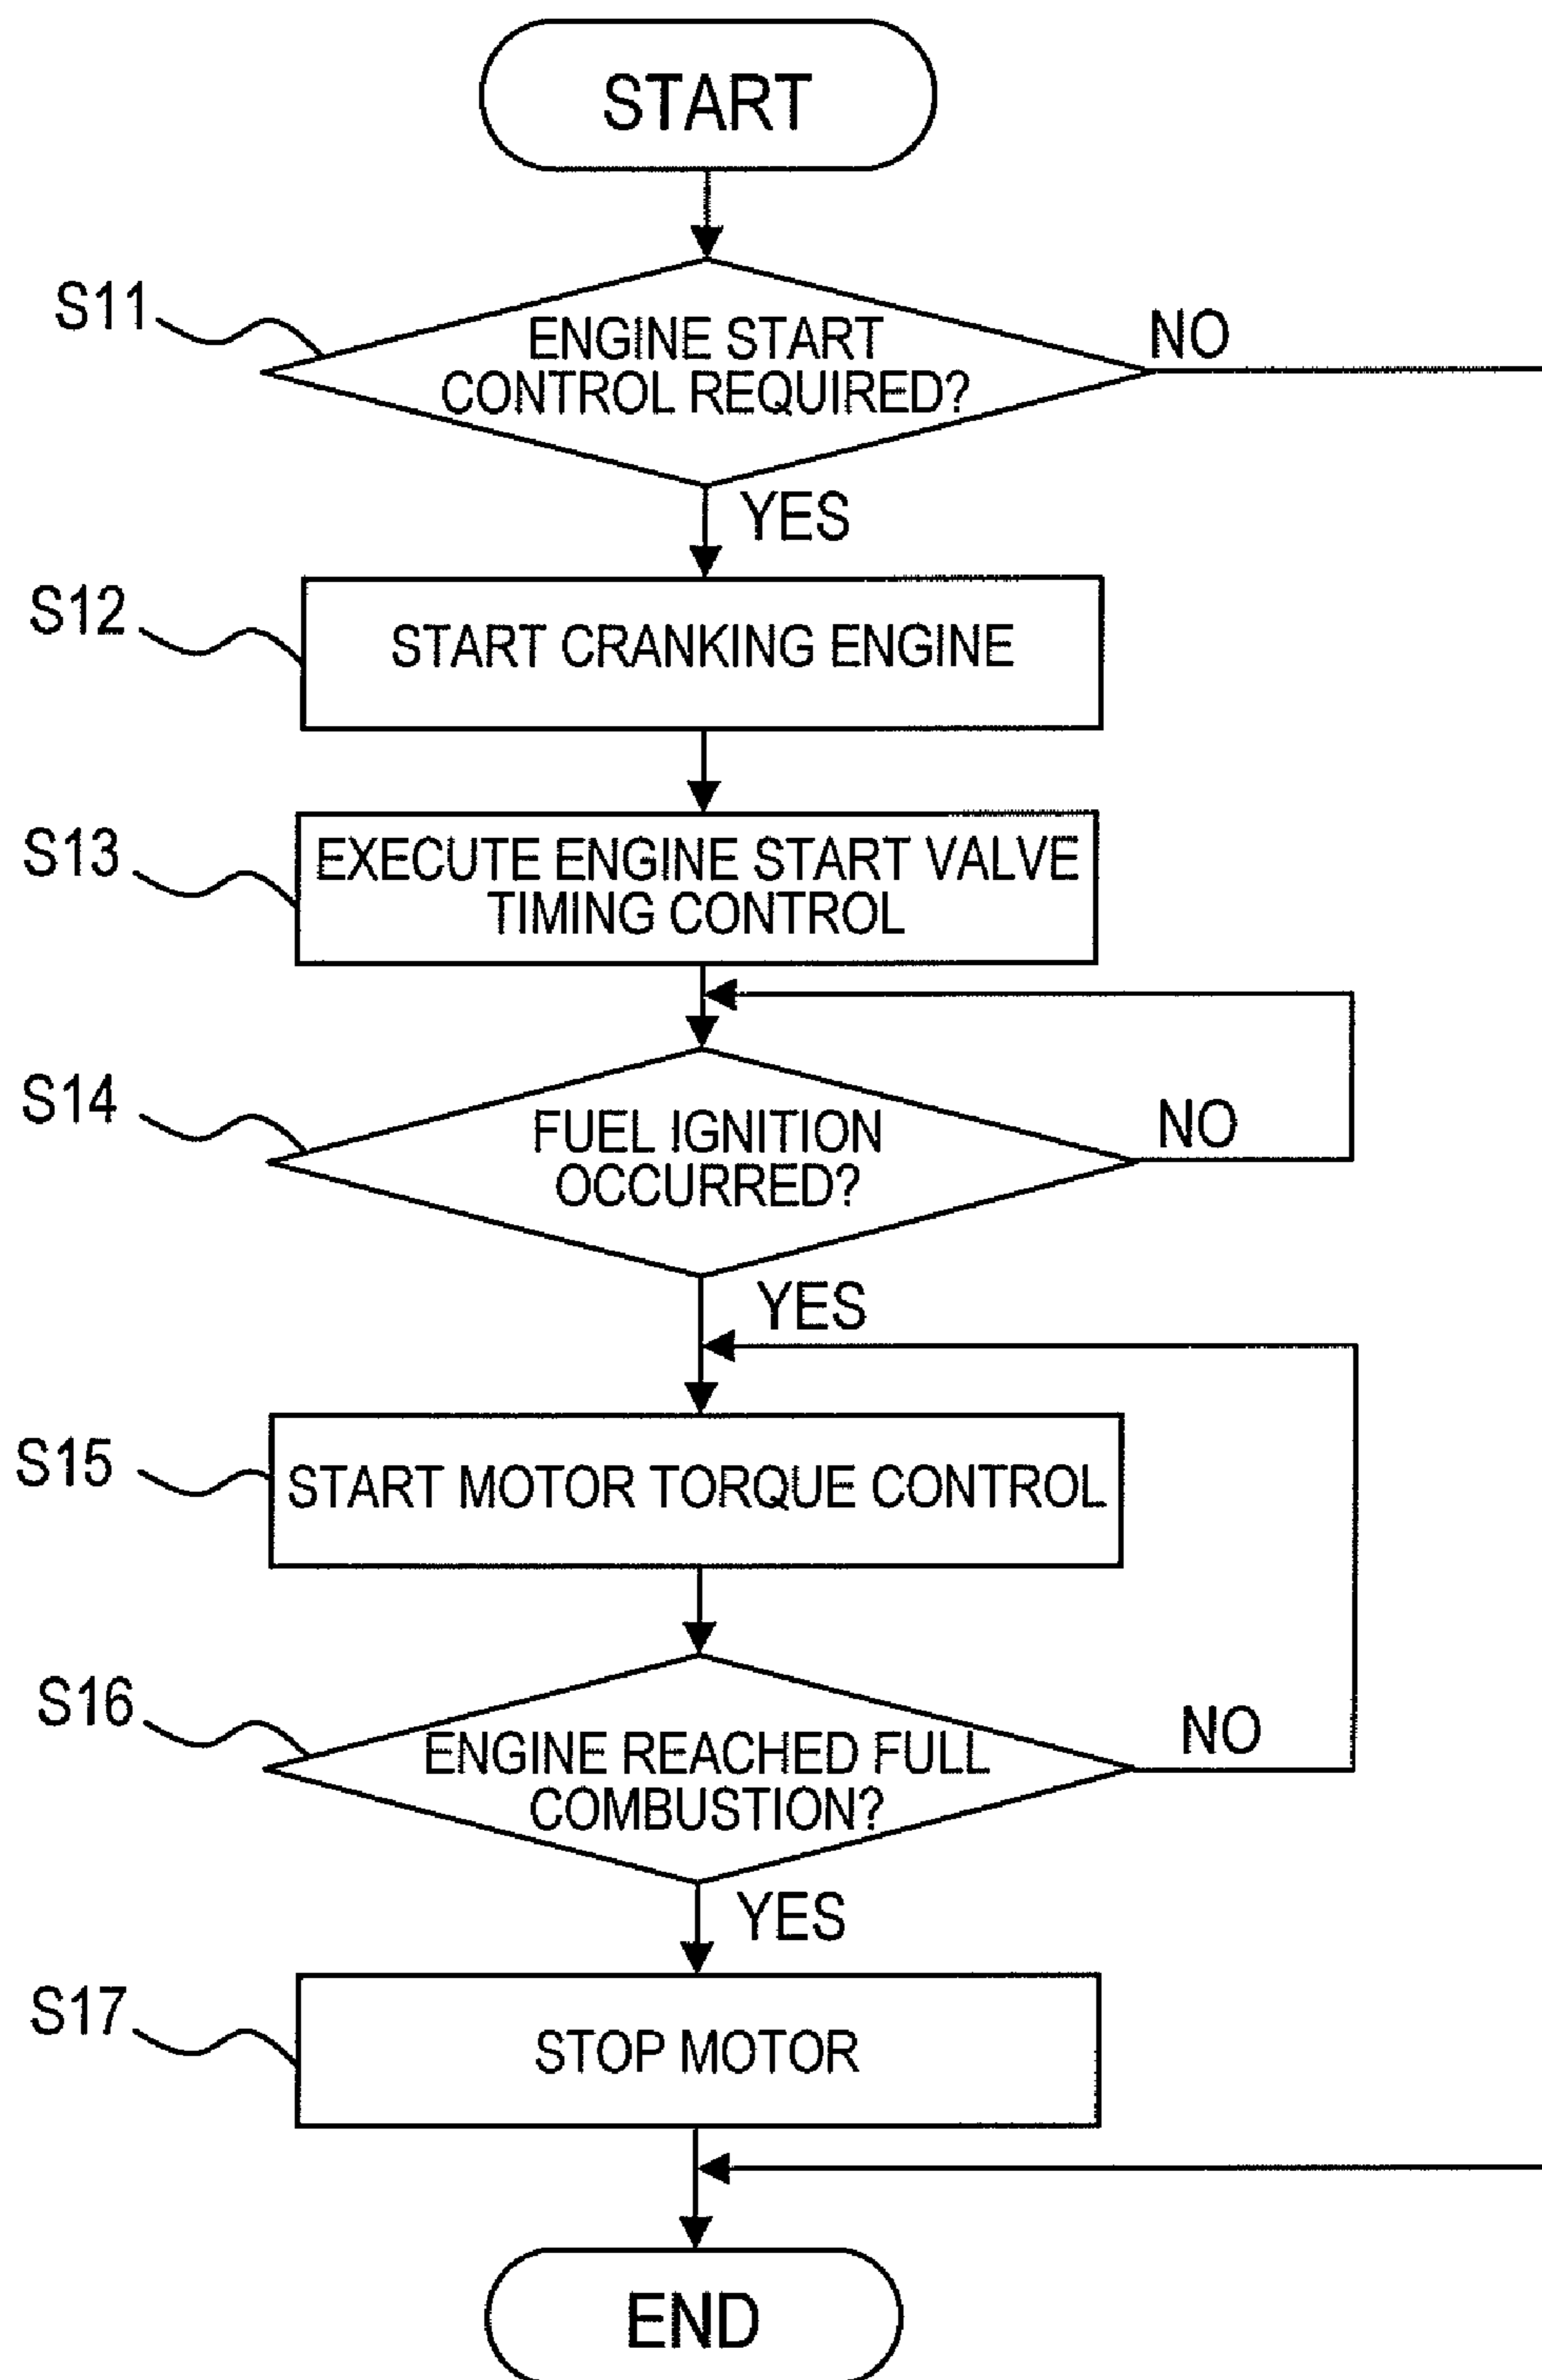 START
S11
ENGINE START
CONTROL REQUIRED?
NO
YES
S12
START CRANKING ENGINE
S13
EXECUTE ENGINE START VALVE
TIMING CONTROL
S14
FUEL IGNITION
OCCURRED?
NO
YES
S15
START MOTOR TORQUE CONTROL
S16
ENGINE REACHED FULL
COMBUSTION?
NO
YES
S17
STOP MOTOR
END